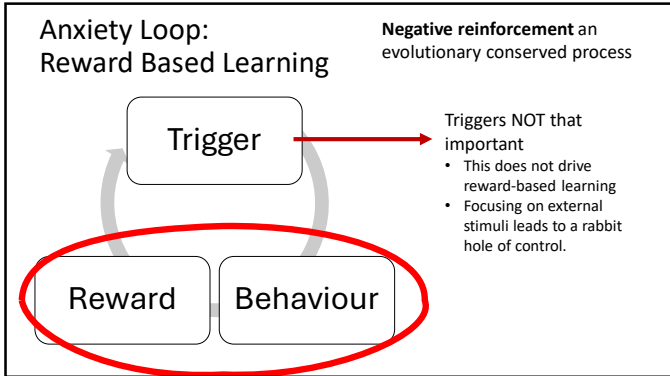 Anxiety Loop:
Reward Based Learning
Negative reinforcement an
evolutionary conserved process
Trigger
Triggers NOT that
important
• This does not drive
reward-based learning
• Focusing on external
stimuli leads to a rabbit
hole of control.
Reward
Behaviour